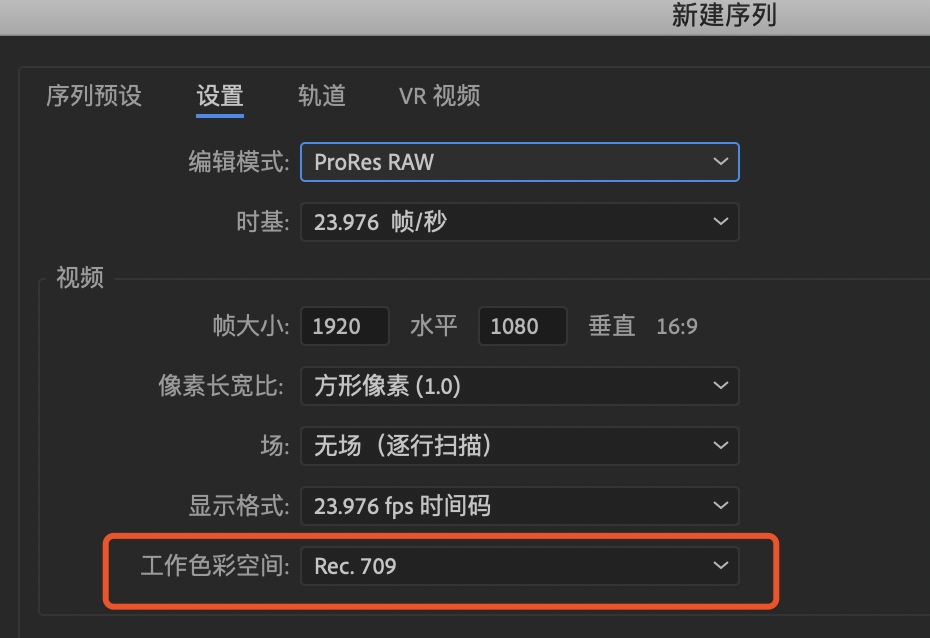 新建序列
序列预设 设置 轨道 VR 视频
编辑模式: ProRes RAW
时基: 23.976 帧/秒
视频
帧大小: 1920 水平 1080 垂直 16:9
像素长宽比: 方形像素 (1.0)
场: 无场（逐行扫描）
显示格式: 23.976 fps 时间码
工作色彩空间: Rec. 709